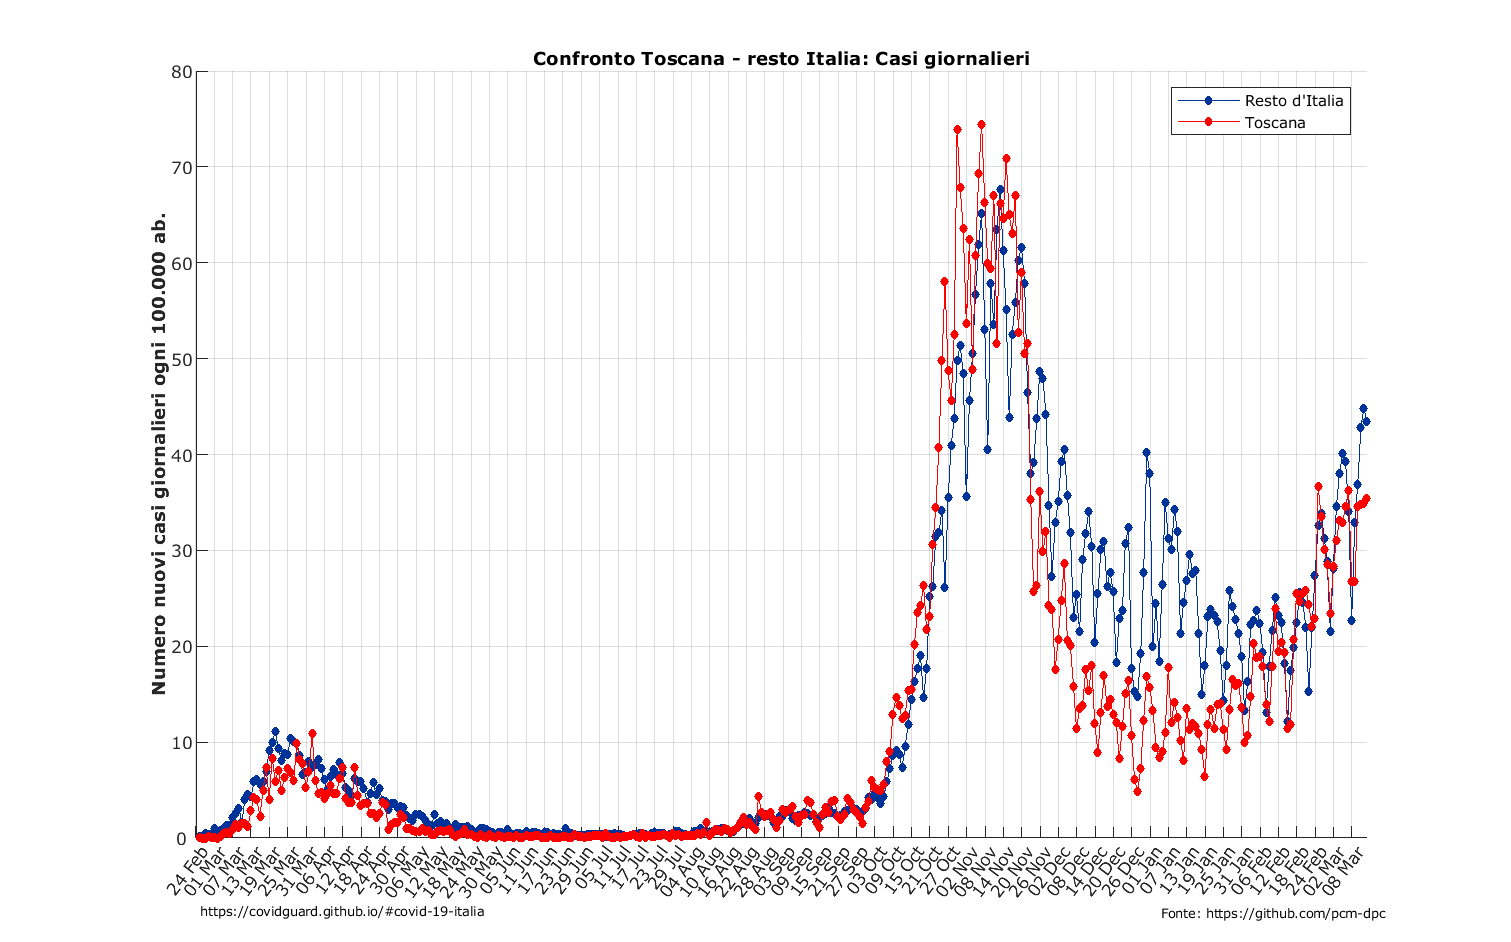 Confronto Toscana - resto Italia: Casi giornalieri
Resto d'Italia
Toscana
Numero nuovi casi giornalieri ogni 100.000 ab.
80
70
60
50
40
30
20
10
0
24 Feb
01 Mar
07 Mar
13 Mar
19 Mar
25 Mar
31 Mar
06 Apr
12 Apr
18 Apr
24 Apr
30 Apr
06 May
12 May
18 May
24 May
30 May
05 Jun
11 Jun
17 Jun
23 Jun
29 Jun
05 Jul
11 Jul
17 Jul
23 Jul
29 Jul
04 Aug
10 Aug
16 Aug
22 Aug
28 Aug
03 Sep
09 Sep
15 Sep
21 Sep
27 Sep
03 Oct
09 Oct
15 Oct
21 Oct
27 Oct
02 Nov
08 Nov
14 Nov
20 Nov
26 Nov
02 Dec
08 Dec
14 Dec
20 Dec
26 Dec
01 Jan
07 Jan
13 Jan
19 Jan
25 Jan
31 Jan
06 Feb
12 Feb
18 Feb
24 Feb
02 Mar
08 Mar
https://covidguard.github.io/#covid-19-italia
Fonte: https://github.com/pcm-dpc